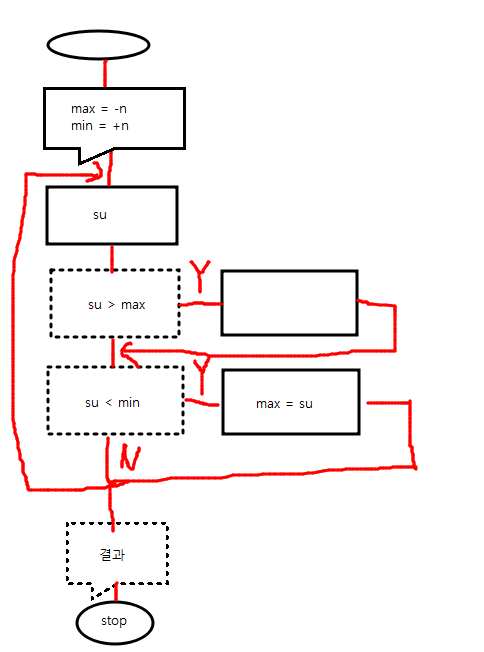 max = -n
min = +n
su
su > max
Y
su < min
Y
max = su
N
결과
stop